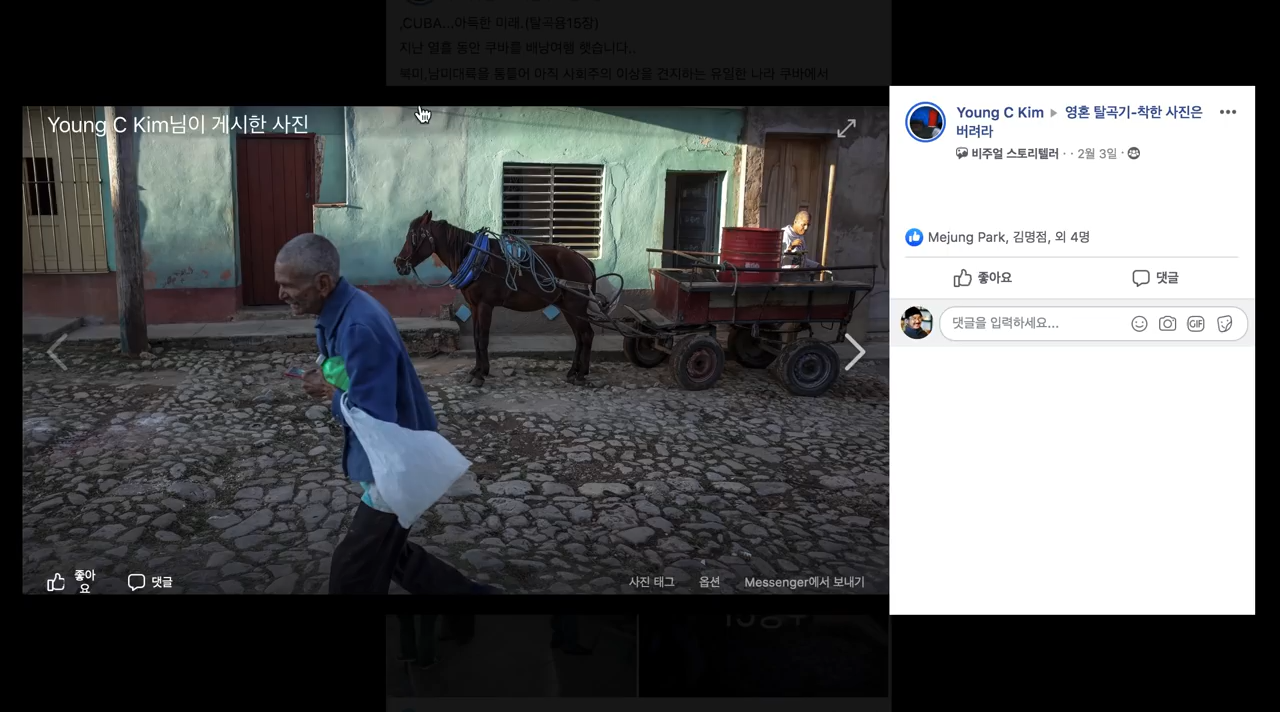 ,CUBA...아득한 미래.(탈곡용15장)
지난 열흘 동안 쿠바를 배낭여행 햇습니다..
북미,남미대륙을 통틀어 아직 사회주의 이상을 견지하는 유일한 나라 쿠바에서
Young C Kim님이 게시한 사진
좋아
요
댓글
사진 태그
옵션
Messenger에서 보내기
Young C Kim ▸ 영혼 탈곡기-착한 사진은
버려라
비주얼 스토리텔러 · · 2월 3일 ·
Mejung Park, 김명점, 외 4명
좋아요
댓글
댓글을 입력하세요...
GIF